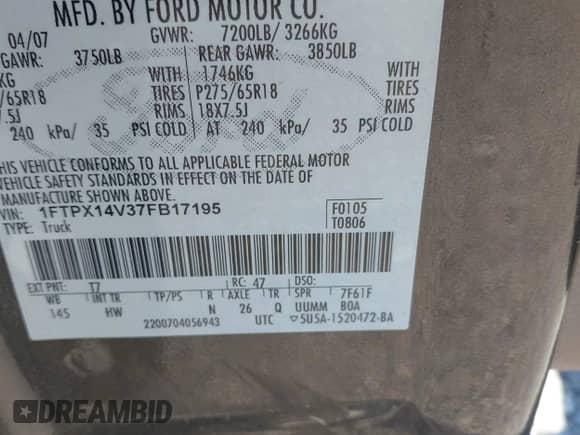 MFD. BY FORD MOTOR CO.
04/07 GVWR: 7200LB/ 3266KG
GAWR: 3750LB REAR GAWR: 3850LB
KG WITH 1746KG WITH
/65R18 TIRES P275/65R18 TIRES
7.5J RIMS 18X7.5J RIMS
240 kPa/ 35 PSI COLD AT 240 kPa/ 35 PSI COLD
THIS VEHICLE CONFORMS TO ALL APPLICABLE FEDERAL MOTOR
VEHICLE SAFETY STANDARDS IN EFFECT ON THE DATE OF
MANUFACTURE SHOWN ABOVE.
VIN: 1FTPX14V37FB17195 F0105
TYPE: Truck T0806
EXT PNT: T7 RC: 47 DSO:
WB INT TR TP/PS R AXLE TR SPR 7F61F
145 HW N 26 Q UUMM BOA
2200704056943 UTC ▽5U5A-1520472-BA
DREAMBID